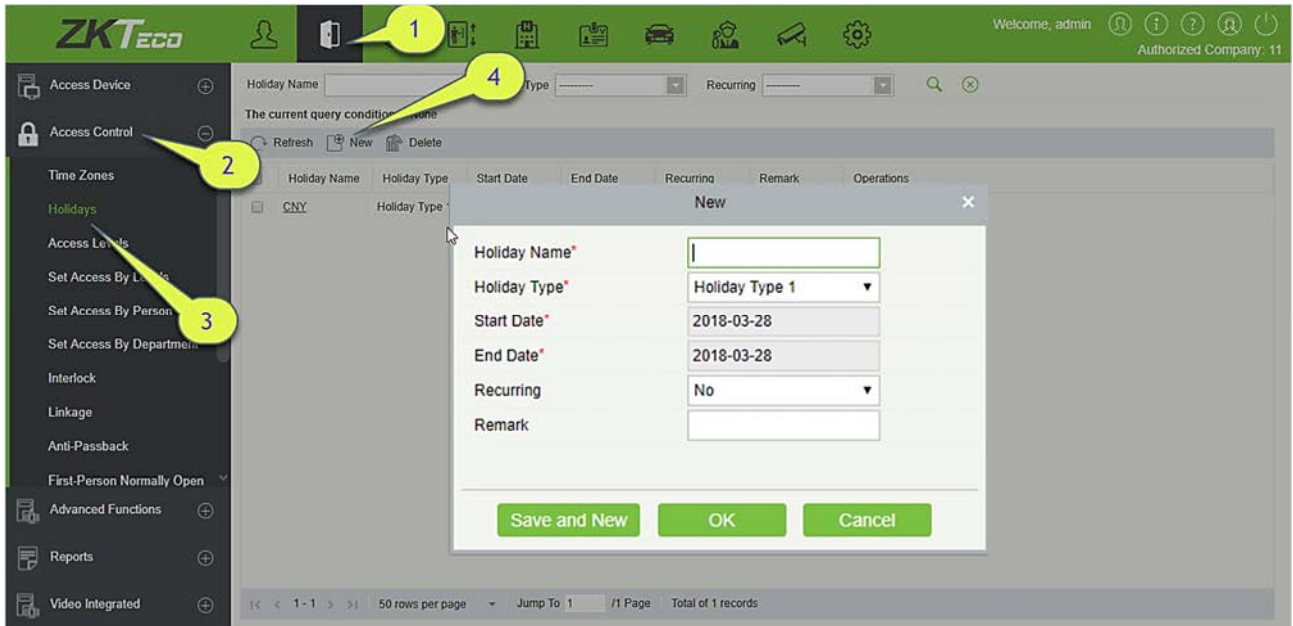 ZKTeco
1
Welcome, admin
Authorized Company: 11
Access Device
Access Control
2
Time Zones
Holidays
Access Levels
Set Access By Levels
3
Set Access By Person
Set Access By Department
Interlock
Linkage
Anti-Passback
First-Person Normally Open
Advanced Functions
Reports
Video Integrated
Holiday Name
4
Type ---------
Recurring ---------
The current query conditions None
Refresh New Delete
Holiday Name Holiday Type Start Date End Date Recurring Remark Operations
CNY Holiday Type 1
New
Holiday Name*
Holiday Type* Holiday Type 1
Start Date* 2018-03-28
End Date* 2018-03-28
Recurring No
Remark
Save and New OK Cancel
1 - 1 50 rows per page Jump To 1 /1 Page Total of 1 records